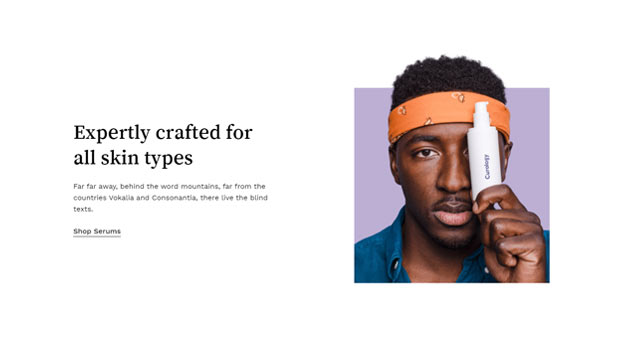 Expertly crafted for
all skin types
Far far away, behind the word mountains, far from the
countries Vokalia and Consonantia, there live the blind
texts.
Shop Serums
Curology